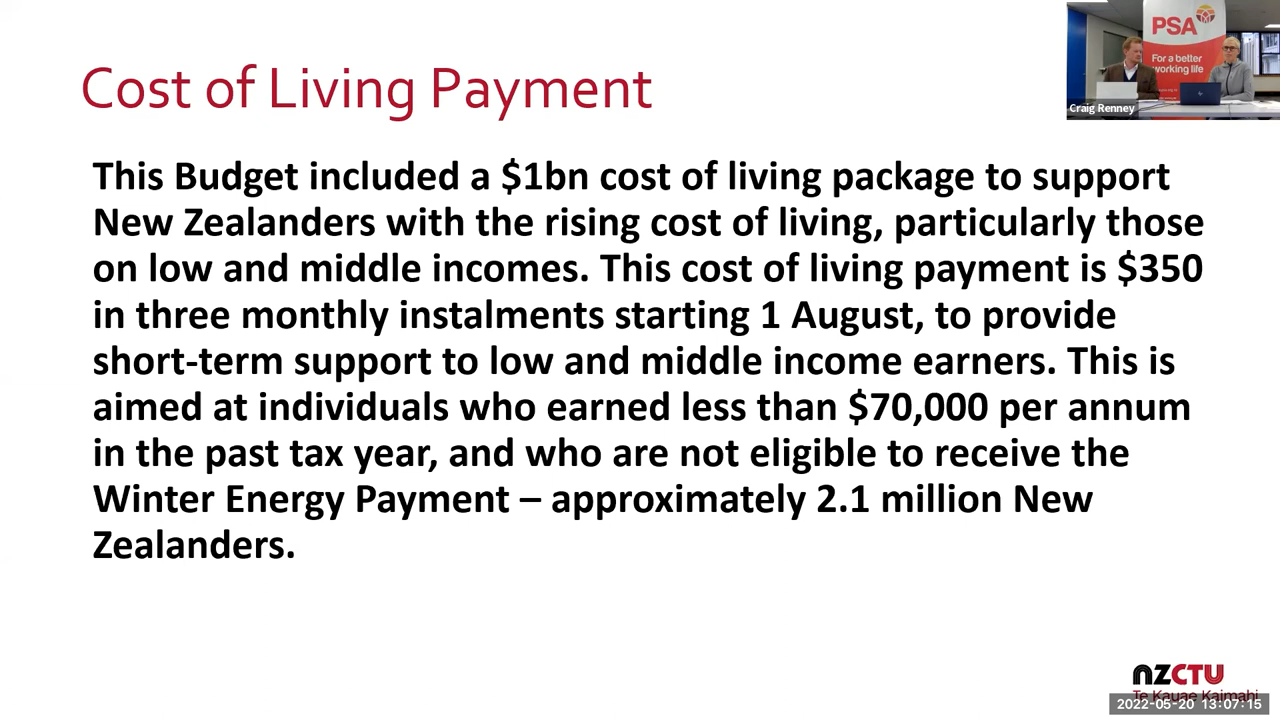 Cost of Living Payment
This Budget included a $1bn cost of living package to support
New Zealanders with the rising cost of living, particularly those
on low and middle incomes. This cost of living payment is $350
in three monthly instalments starting 1 August, to provide
short-term support to low and middle income earners. This is
aimed at individuals who earned less than $70,000 per annum
in the past tax year, and who are not eligible to receive the
Winter Energy Payment – approximately 2.1 million New
Zealanders.
PSA
For a better
working life
Craig Renney
NZCTU
Te Kauae Kaimahi
2022-05-20 13:07:15